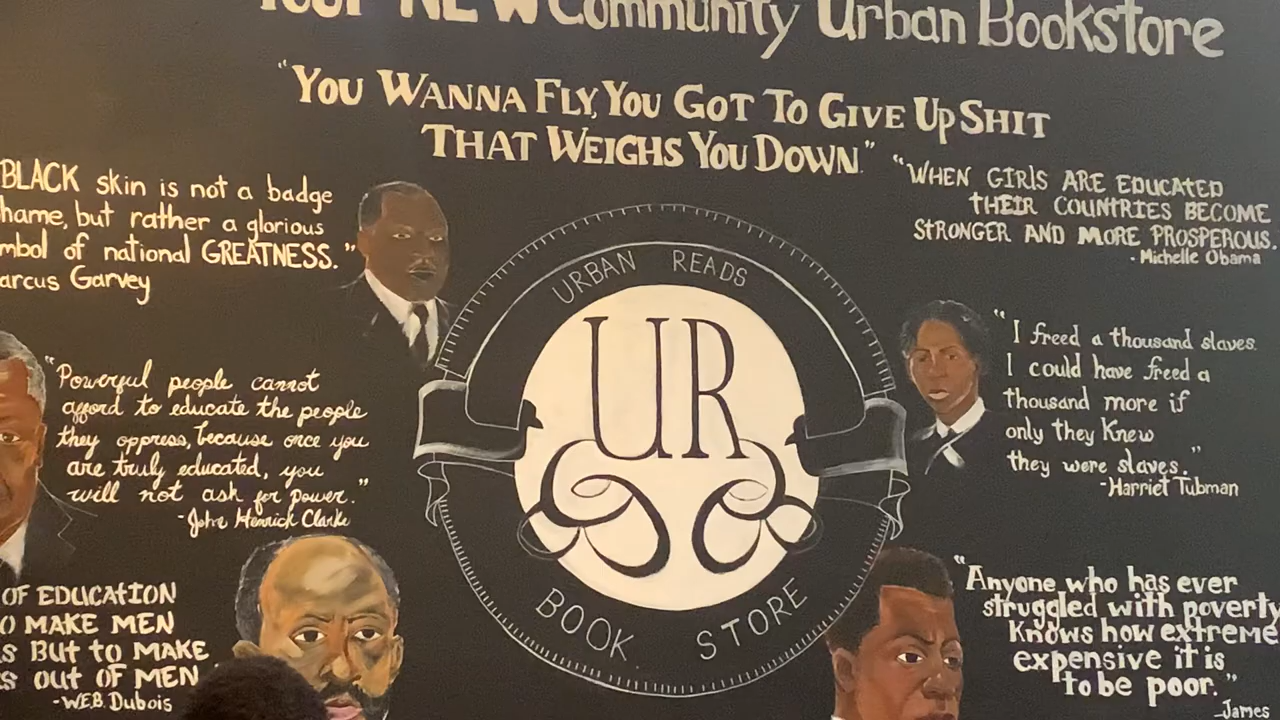 Your NEW Community Urban Bookstore
"YOU WANNA FLY, YOU GOT TO GIVE UP SHIT
THAT WEIGHS YOU DOWN."
BLACK skin is not a badge
hame, but rather a glorious
mbol of national GREATNESS."
arcus Garvey
"WHEN GIRLS ARE EDUCATED
THEIR COUNTRIES BECOME
STRONGER AND MORE PROSPEROUS.
- Michelle Obama
URBAN READS
UR
BOOK STORE
"Powerful people cannot
afford to educate the people
they oppress, because once you
are truly educated, you
will not ask for power."
- John Henrick Clarke
"I freed a thousand slaves.
I could have freed a
thousand more if
only they Knew
they were slaves."
-Harriet Tubman
OF EDUCATION
O MAKE MEN
S BUT to MAKE
S OUT OF MEN
-W.E.B. Dubois
"Anyone who has ever
struggled with poverty
Knows how extreme
expensive it is
to be poor."
-James